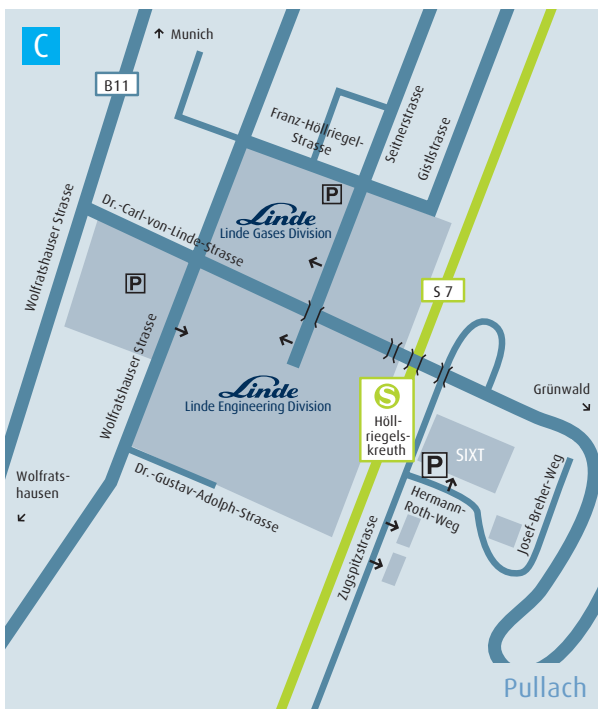 C
Munich
B11
Franz-Höllriegel-
Strasse
Seitnerstrasse
Gistlstrasse
P
Linde
Linde Gases Division
Dr.-Carl-von-Linde-Strasse
Wolfratshauser Strasse
P
S 7
Wolfratshauser Strasse
Linde
Linde Engineering Division
S
Höll-
riegels-
kreuth
Grünwald
SIXT
P
Wolfrats-
hausen
Dr.-Gustav-Adolph-Strasse
Hermann-
Roth-Weg
Josef-Breher-Weg
Zugspitzstrasse
Pullach